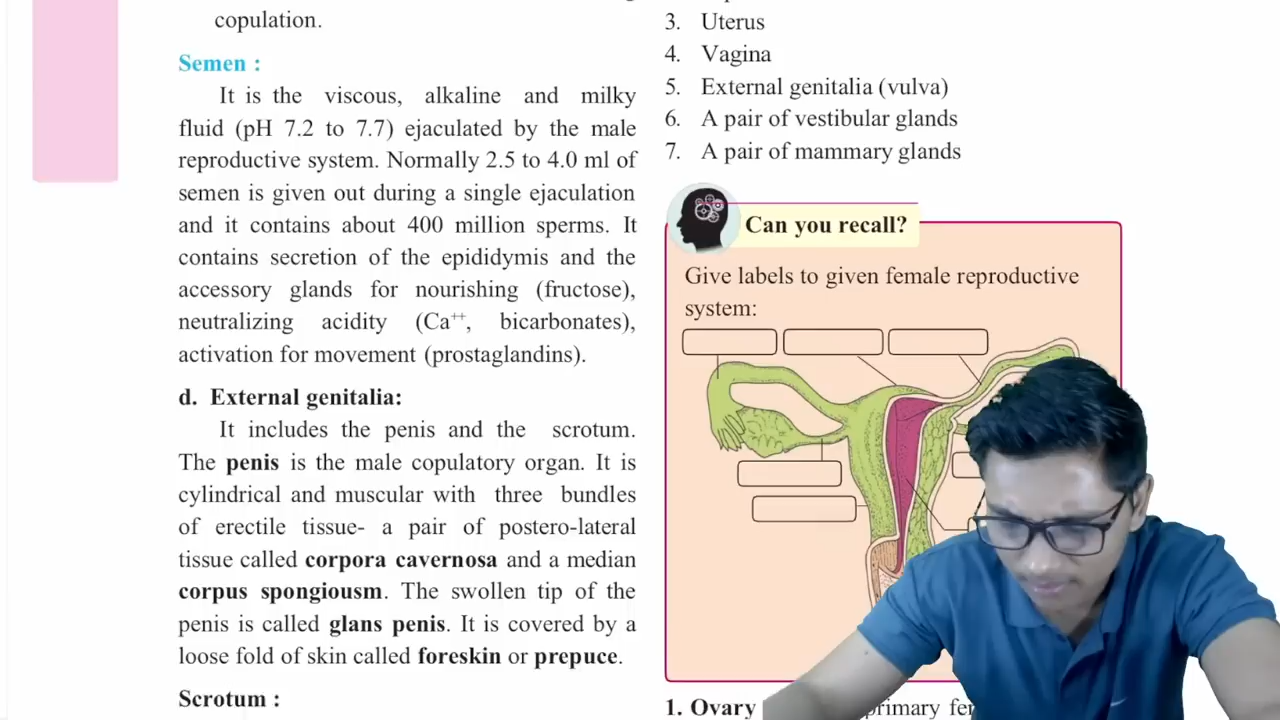 copulation.
Semen :
It is the viscous, alkaline and milky
fluid (pH 7.2 to 7.7) ejaculated by the male
reproductive system. Normally 2.5 to 4.0 ml of
semen is given out during a single ejaculation
and it contains about 400 million sperms. It
contains secretion of the epididymis and the
accessory glands for nourishing (fructose),
neutralizing acidity (Ca⁺⁺, bicarbonates),
activation for movement (prostaglandins).
d. External genitalia:
It includes the penis and the scrotum.
The penis is the male copulatory organ. It is
cylindrical and muscular with three bundles
of erectile tissue- a pair of postero-lateral
tissue called corpora cavernosa and a median
corpus spongiousm. The swollen tip of the
penis is called glans penis. It is covered by a
loose fold of skin called foreskin or prepuce.
Scrotum :
3. Uterus
4. Vagina
5. External genitalia (vulva)
6. A pair of vestibular glands
7. A pair of mammary glands
Can you recall?
Give labels to given female reproductive
system:
1. Ovary